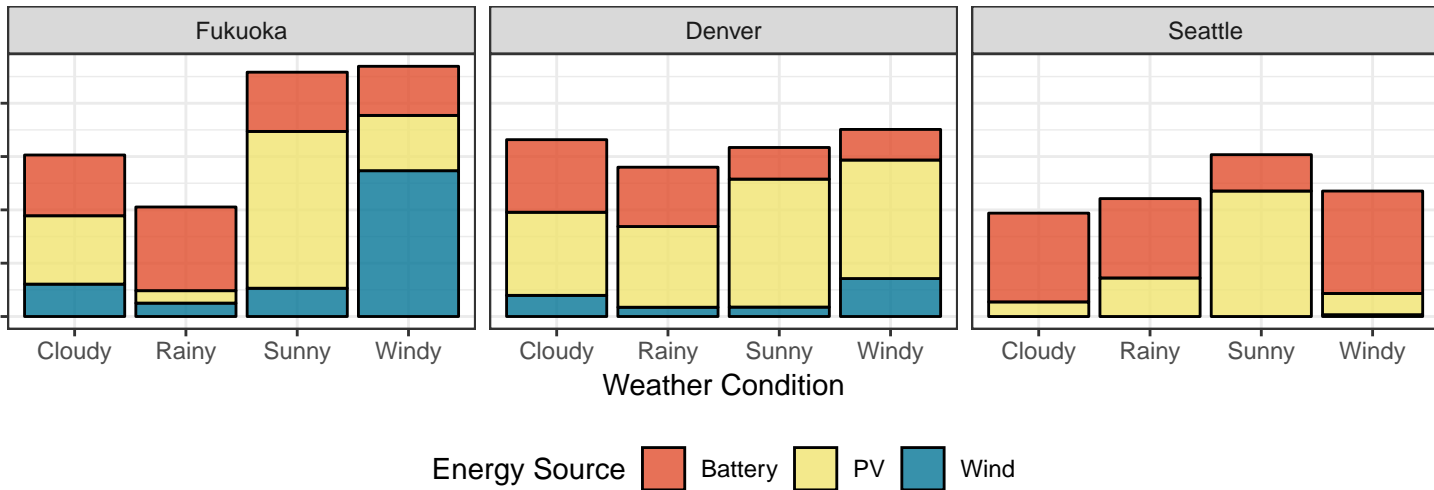 Fukuoka Denver Seattle
Cloudy Rainy Sunny Windy Cloudy Rainy Sunny Windy Cloudy Rainy Sunny Windy
Weather Condition
Energy Source Battery PV Wind